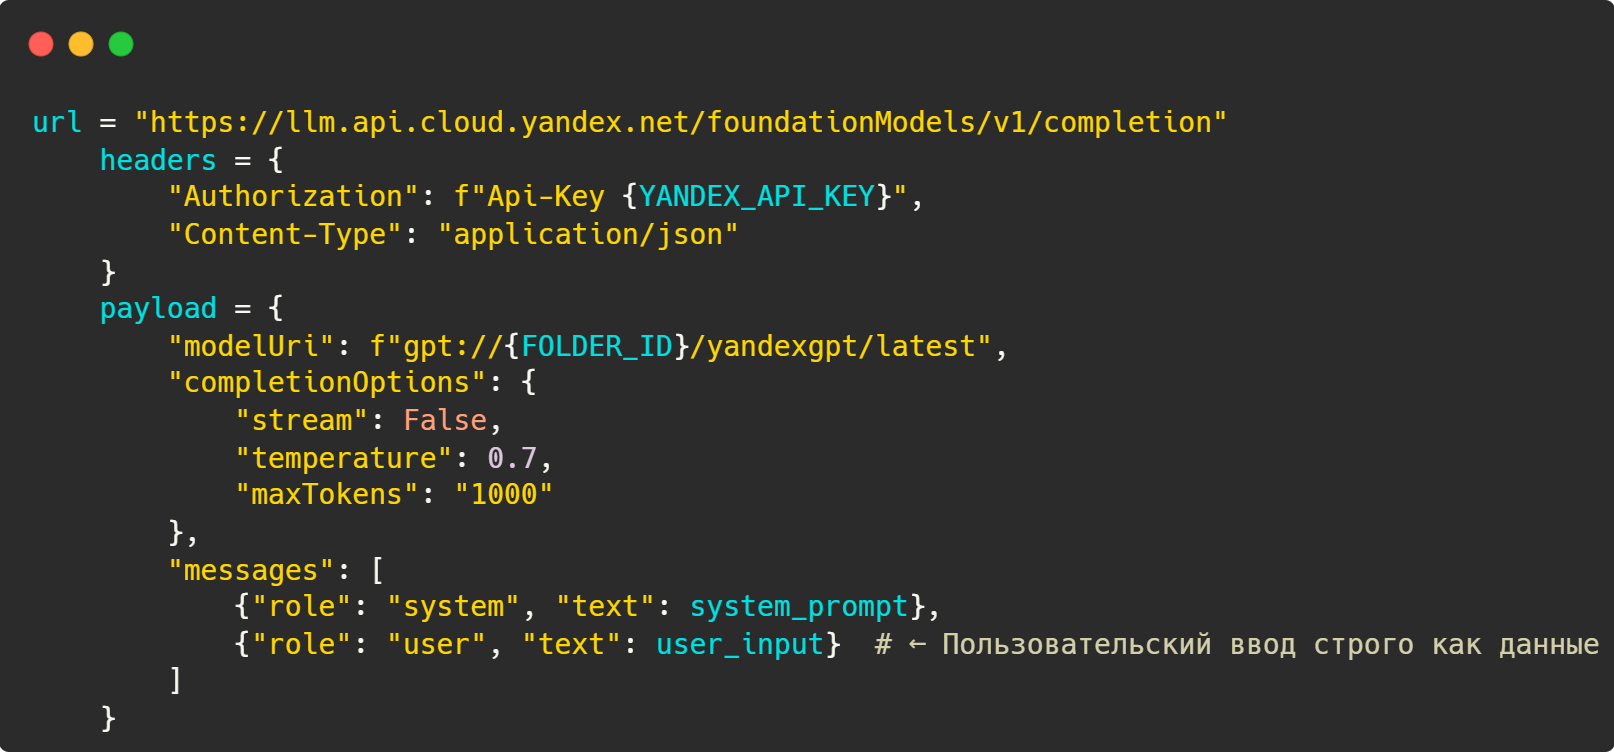 url = "https://llm.api.cloud.yandex.net/foundationModels/v1/completion"
    headers = {
        "Authorization": f"Api-Key {YANDEX_API_KEY}",
        "Content-Type": "application/json"
    }
    payload = {
        "modelUri": f"gpt://{FOLDER_ID}/yandexgpt/latest",
        "completionOptions": {
            "stream": False,
            "temperature": 0.7,
            "maxTokens": "1000"
        },
        "messages": [
            {"role": "system", "text": system_prompt},
            {"role": "user", "text": user_input}  # ← Пользовательский ввод строго как данные
        ]
    }